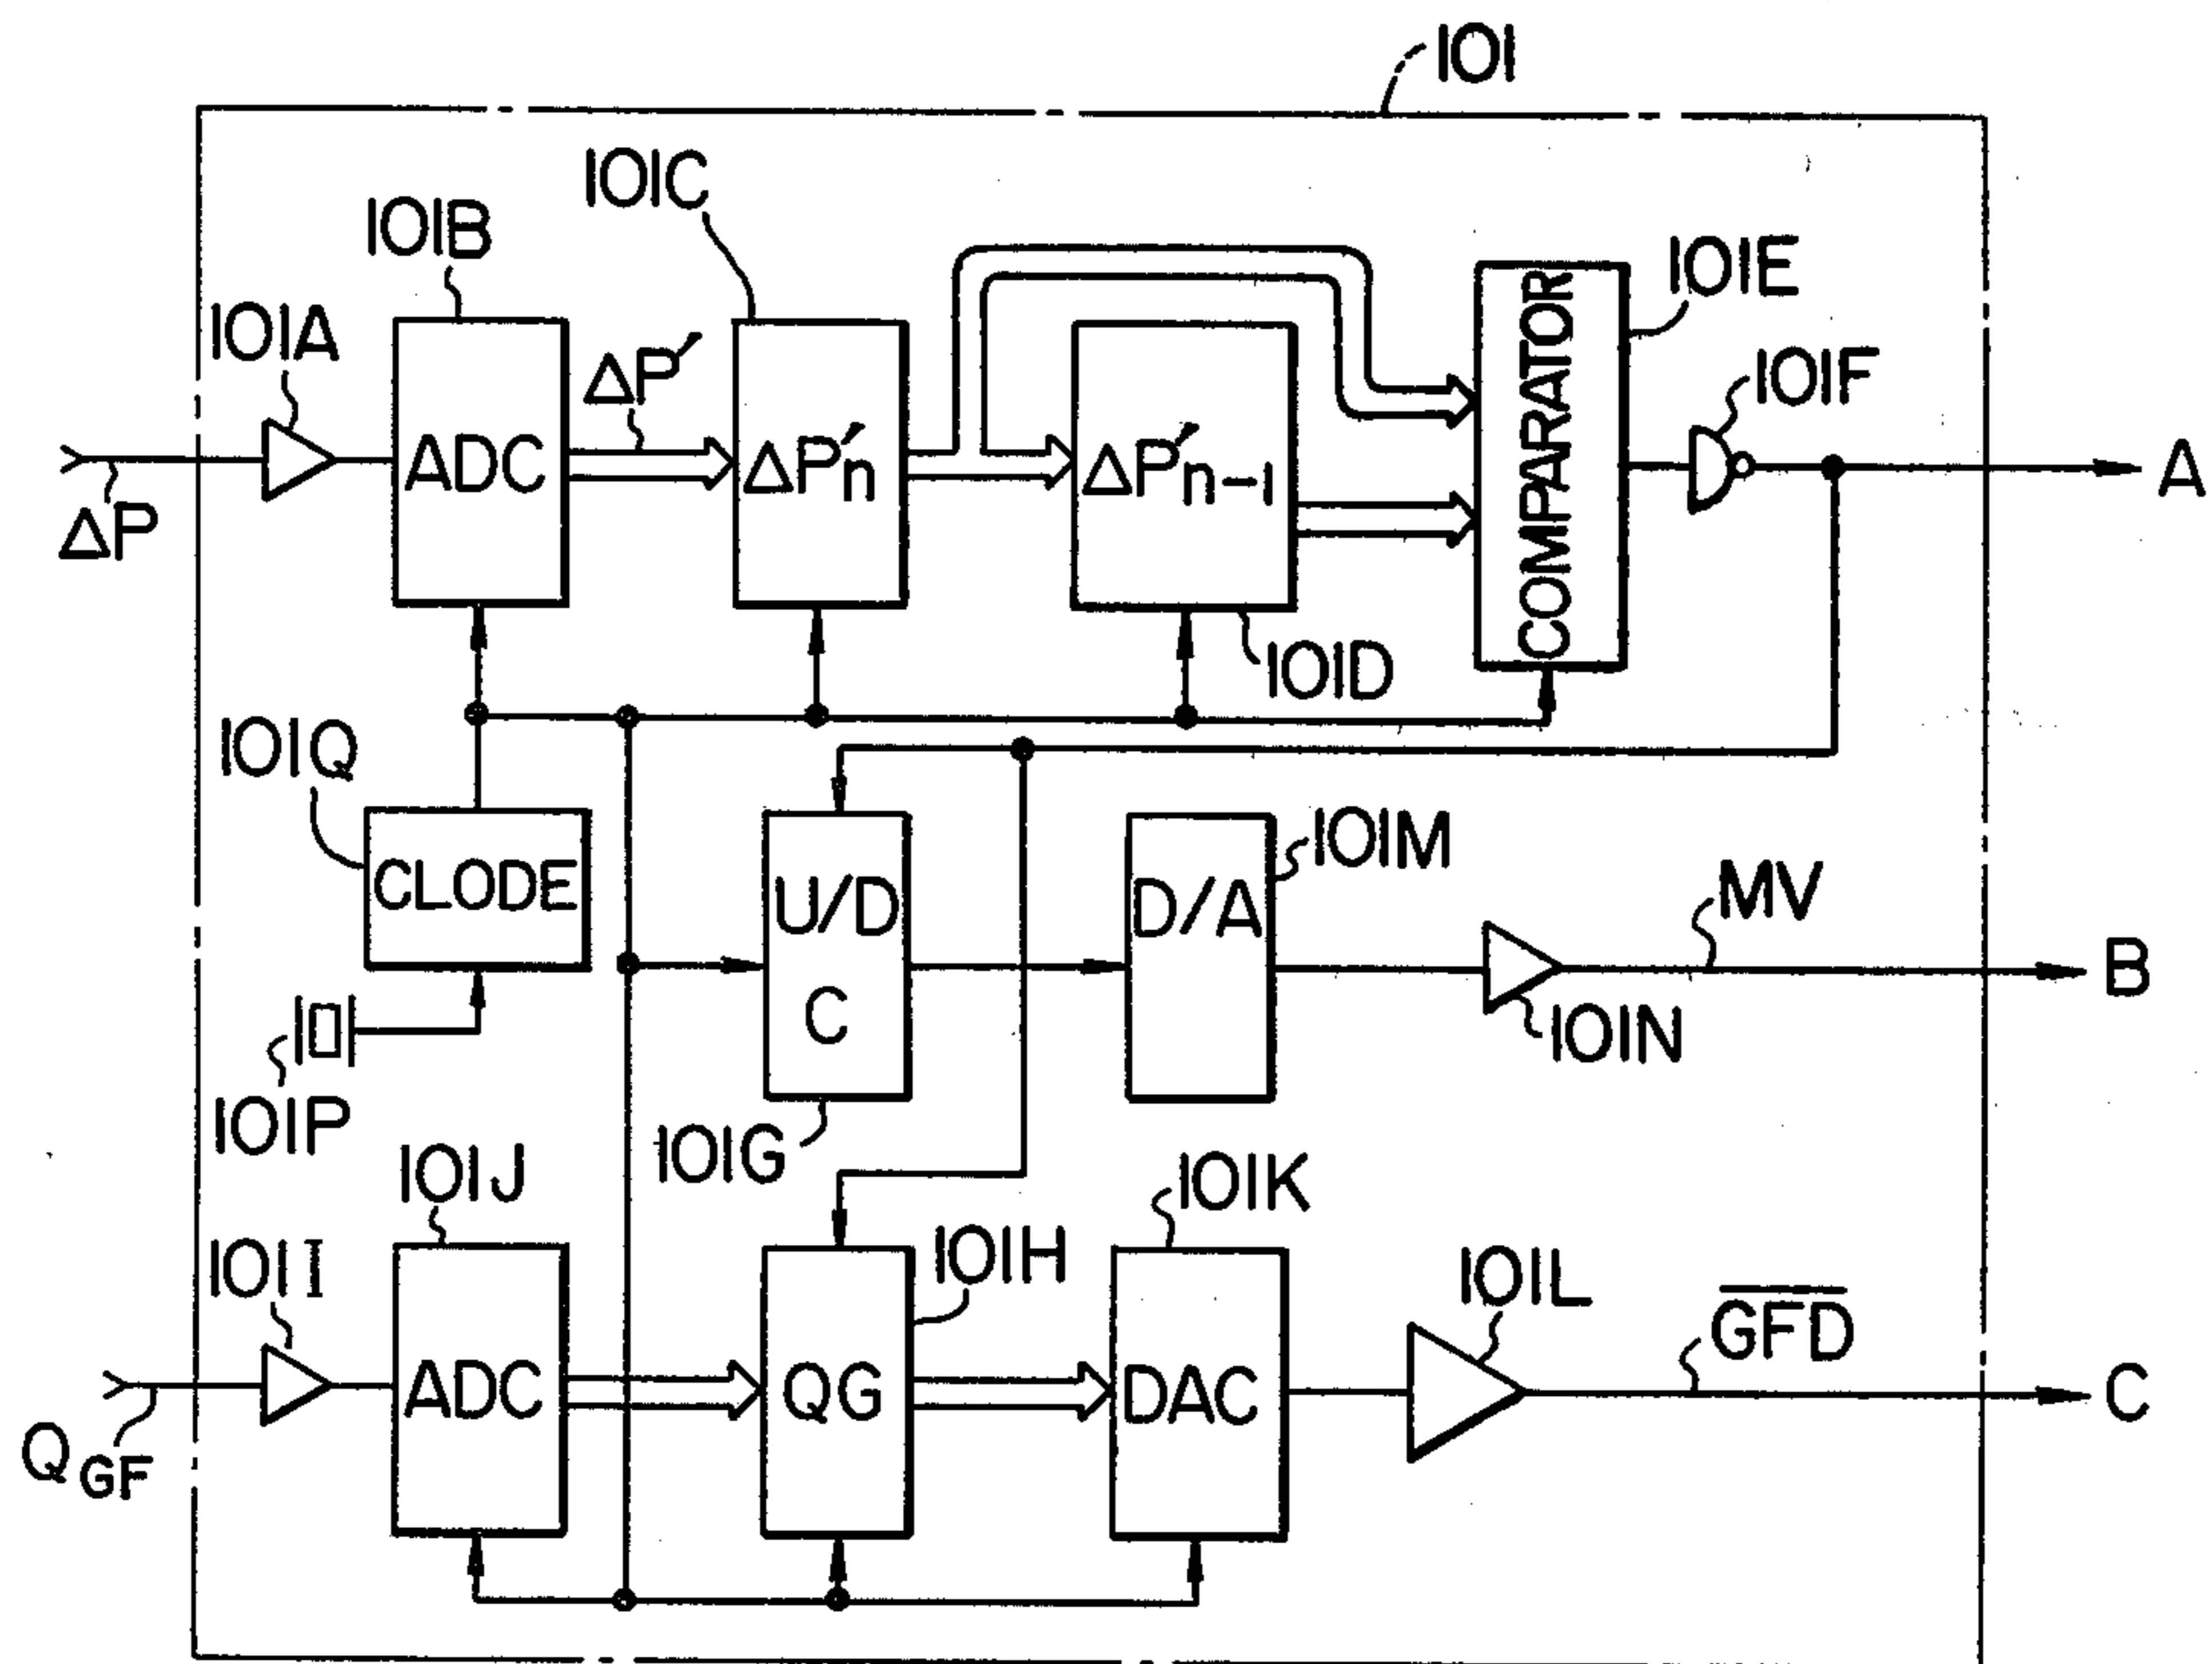 101
101C
101B
101E
101A
ΔP′
101F
ADC
ΔP′n
ΔP′n-1
COMPARATOR
A
ΔP
101D
101Q
101M
CLODE
U/D
C
D/A
MV
B
101N
101P
101G
101J
101K
101I
101H
101L
GFD
ADC
QG
DAC
C
QGF